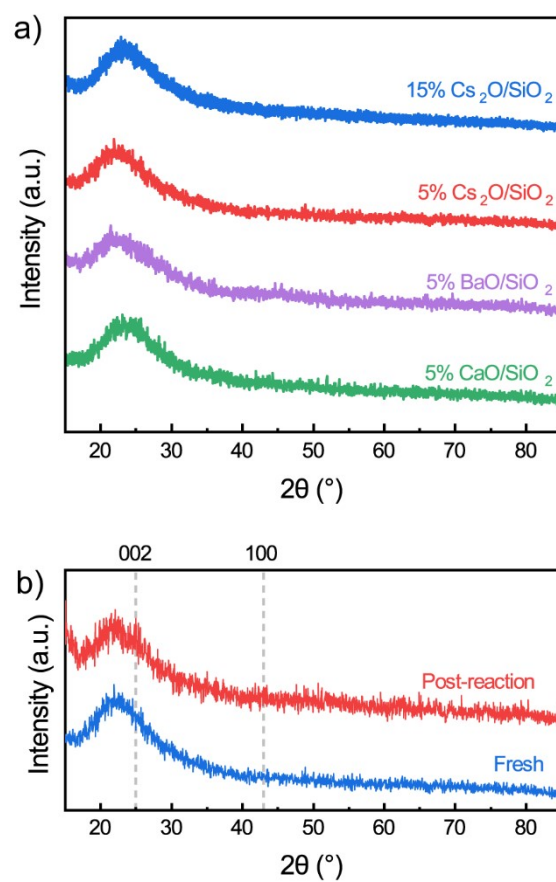 a)
Intensity (a.u.)
15% Cs₂O/SiO₂
5% Cs₂O/SiO₂
5% BaO/SiO₂
5% CaO/SiO₂
20 30 40 50 60 70 80
2θ (°)
b)
002 100
Intensity (a.u.)
Post-reaction
Fresh
20 30 40 50 60 70 80
2θ (°)